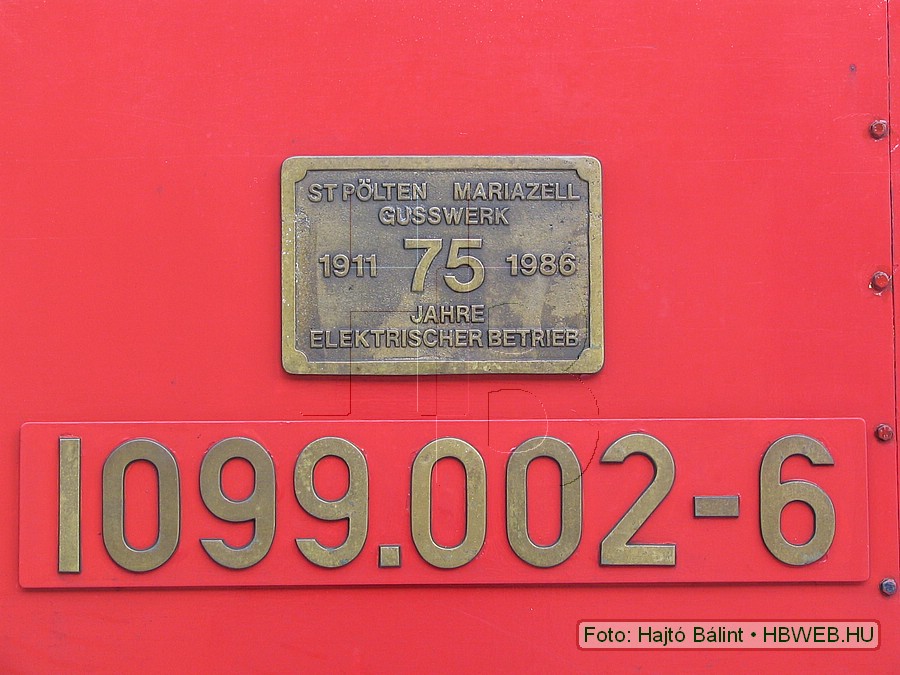 ST PÖLTEN MARIAZELL
GUSSWERK
1911 75 1986
JAHRE
ELEKTRISCHER BETRIEB
1099.002-6
Foto: Hajtó Bálint • HBWEB.HU